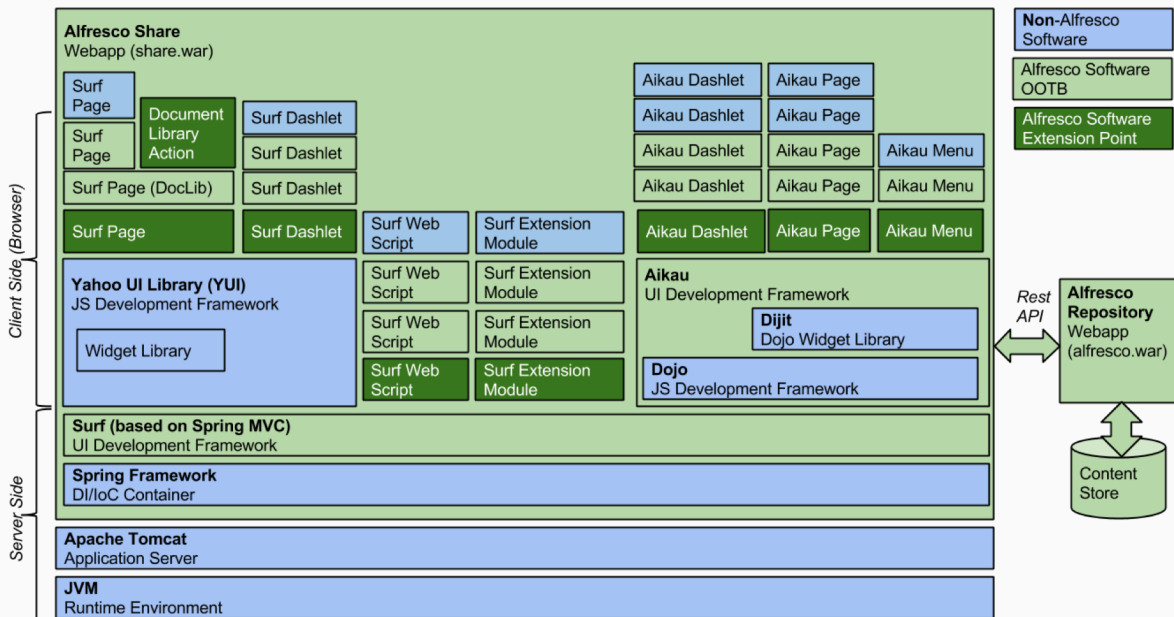 Alfresco Share
Webapp (share.war)
Surf
Page
Surf
Page
Document
Library
Action
Surf Page (DocLib)
Surf Page
Surf Dashlet
Surf Dashlet
Surf Dashlet
Surf Dashlet
Surf Web
Script
Surf Web
Script
Surf Web
Script
Surf Web
Script
Surf Extension
Module
Surf Extension
Module
Surf Extension
Module
Surf Extension
Module
Aikau Dashlet
Aikau Dashlet
Aikau Dashlet
Aikau Dashlet
Aikau Dashlet
Aikau Page
Aikau Page
Aikau Page
Aikau Page
Aikau Page
Aikau Menu
Aikau Menu
Aikau Menu
Yahoo UI Library (YUI)
JS Development Framework
Widget Library
Aikau
UI Development Framework
Dijit
Dojo Widget Library
Dojo
JS Development Framework
Surf (based on Spring MVC)
UI Development Framework
Spring Framework
DI/IoC Container
Apache Tomcat
Application Server
JVM
Runtime Environment
Client Side (Browser)
Server Side
Non-Alfresco
Software
Alfresco Software
OOTB
Alfresco Software
Extension Point
Rest
API
Alfresco
Repository
Webapp
(alfresco.war)
Content
Store